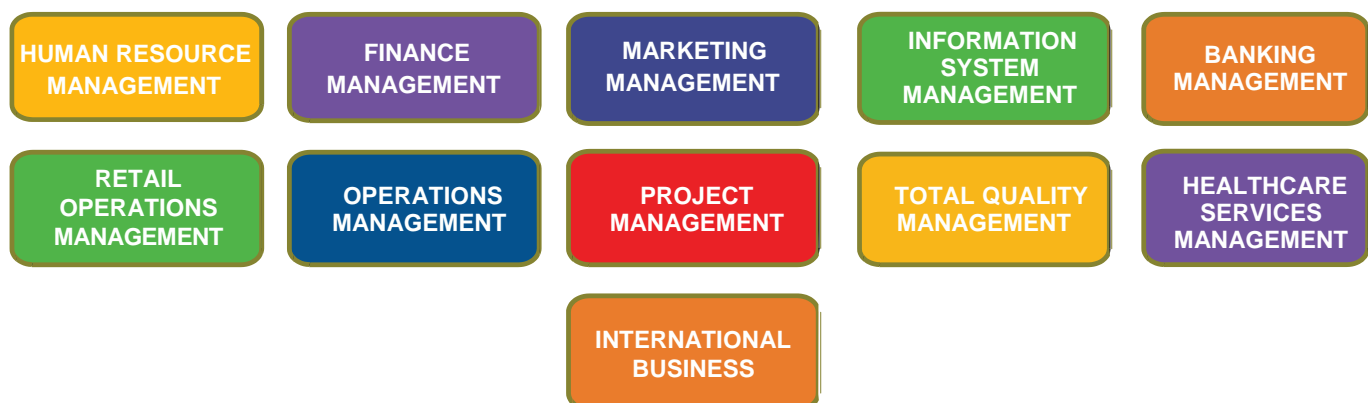 HUMAN RESOURCE
MANAGEMENT
FINANCE
MANAGEMENT
MARKETING
MANAGEMENT
INFORMATION
SYSTEM
MANAGEMENT
BANKING
MANAGEMENT
RETAIL
OPERATIONS
MANAGEMENT
OPERATIONS
MANAGEMENT
PROJECT
MANAGEMENT
TOTAL QUALITY
MANAGEMENT
HEALTHCARE
SERVICES
MANAGEMENT
INTERNATIONAL
BUSINESS